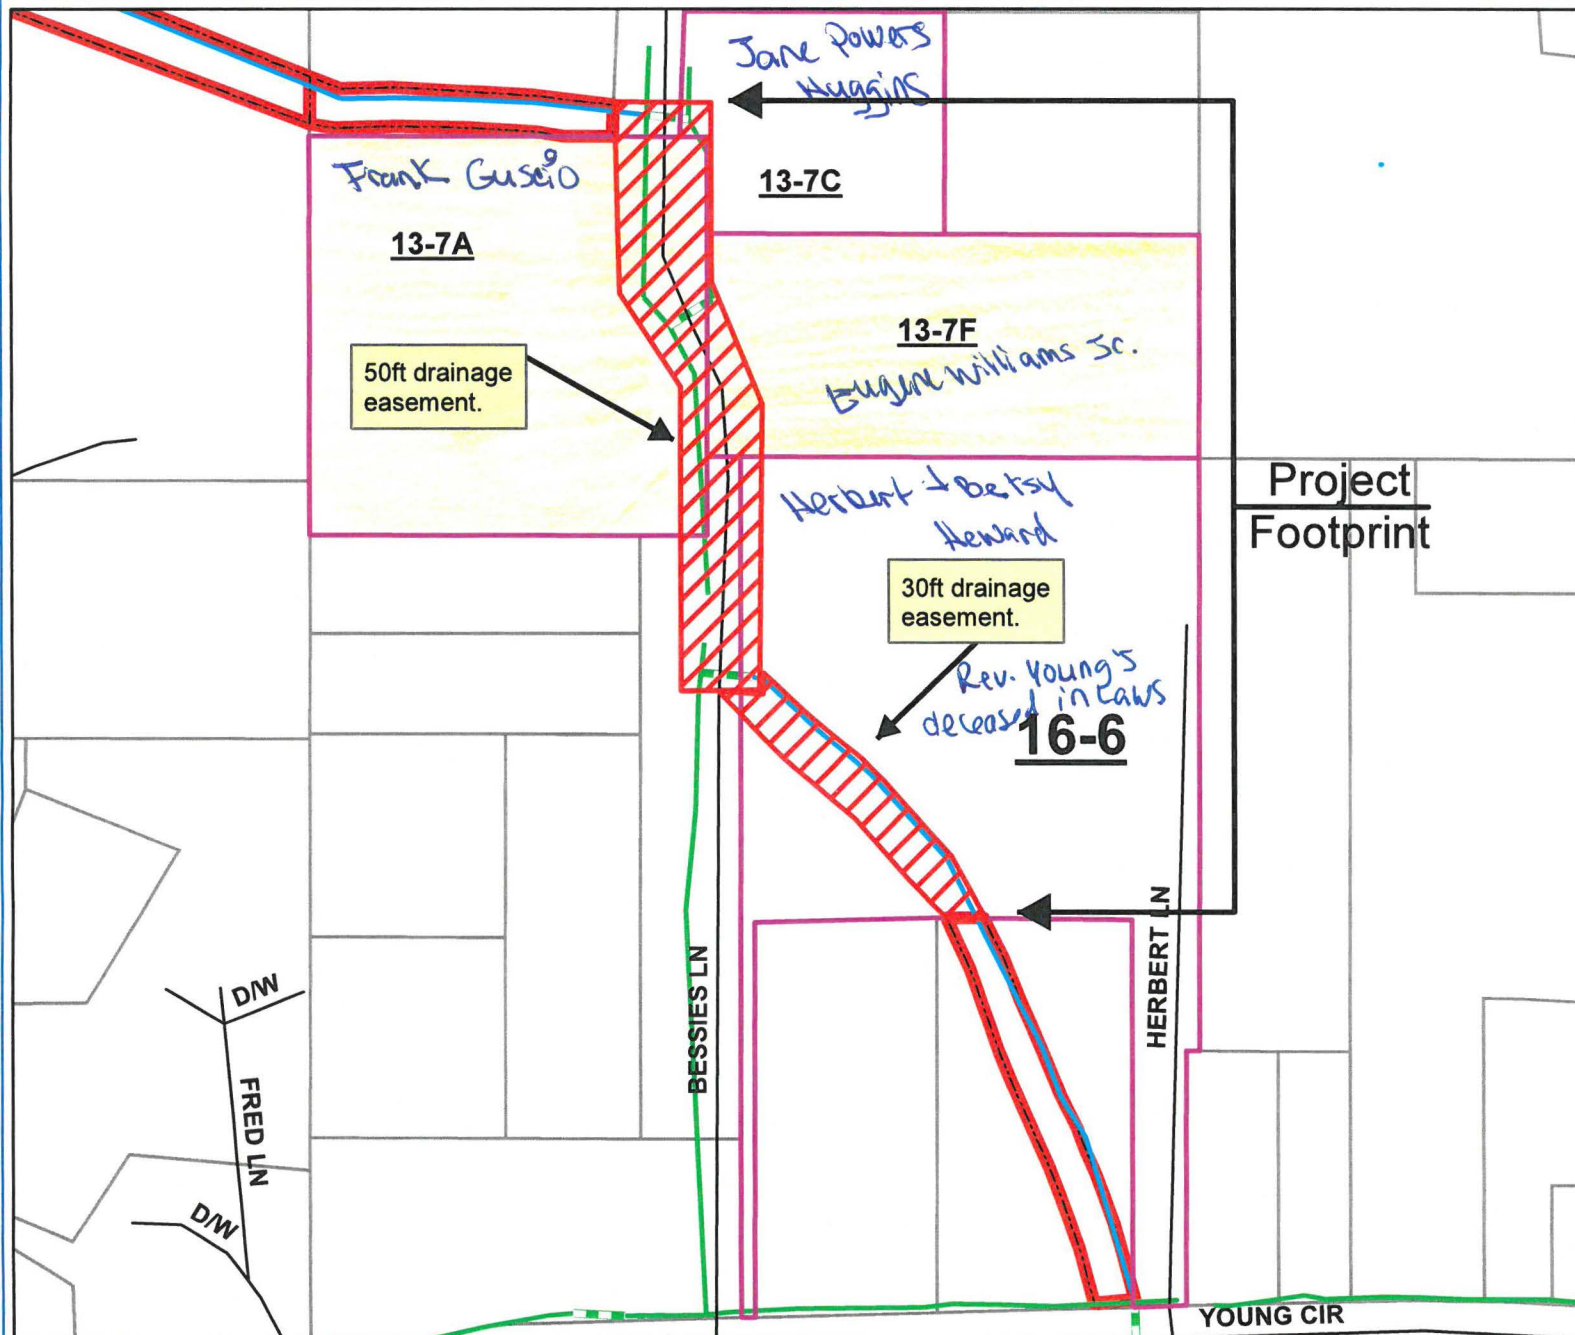 Jane Powers
Huggins
Frank Guscio
13-7C
13-7A
13-7F
Eugene Williams Jr.
50ft drainage
easement.
Herbert + Betsy
Heward
Project
Footprint
30ft drainage
easement.
Rev. Young's
deceased in Laws
16-6
HERBERT LN
BESSIES LN
D/W
FRED LN
D/W
YOUNG CIR